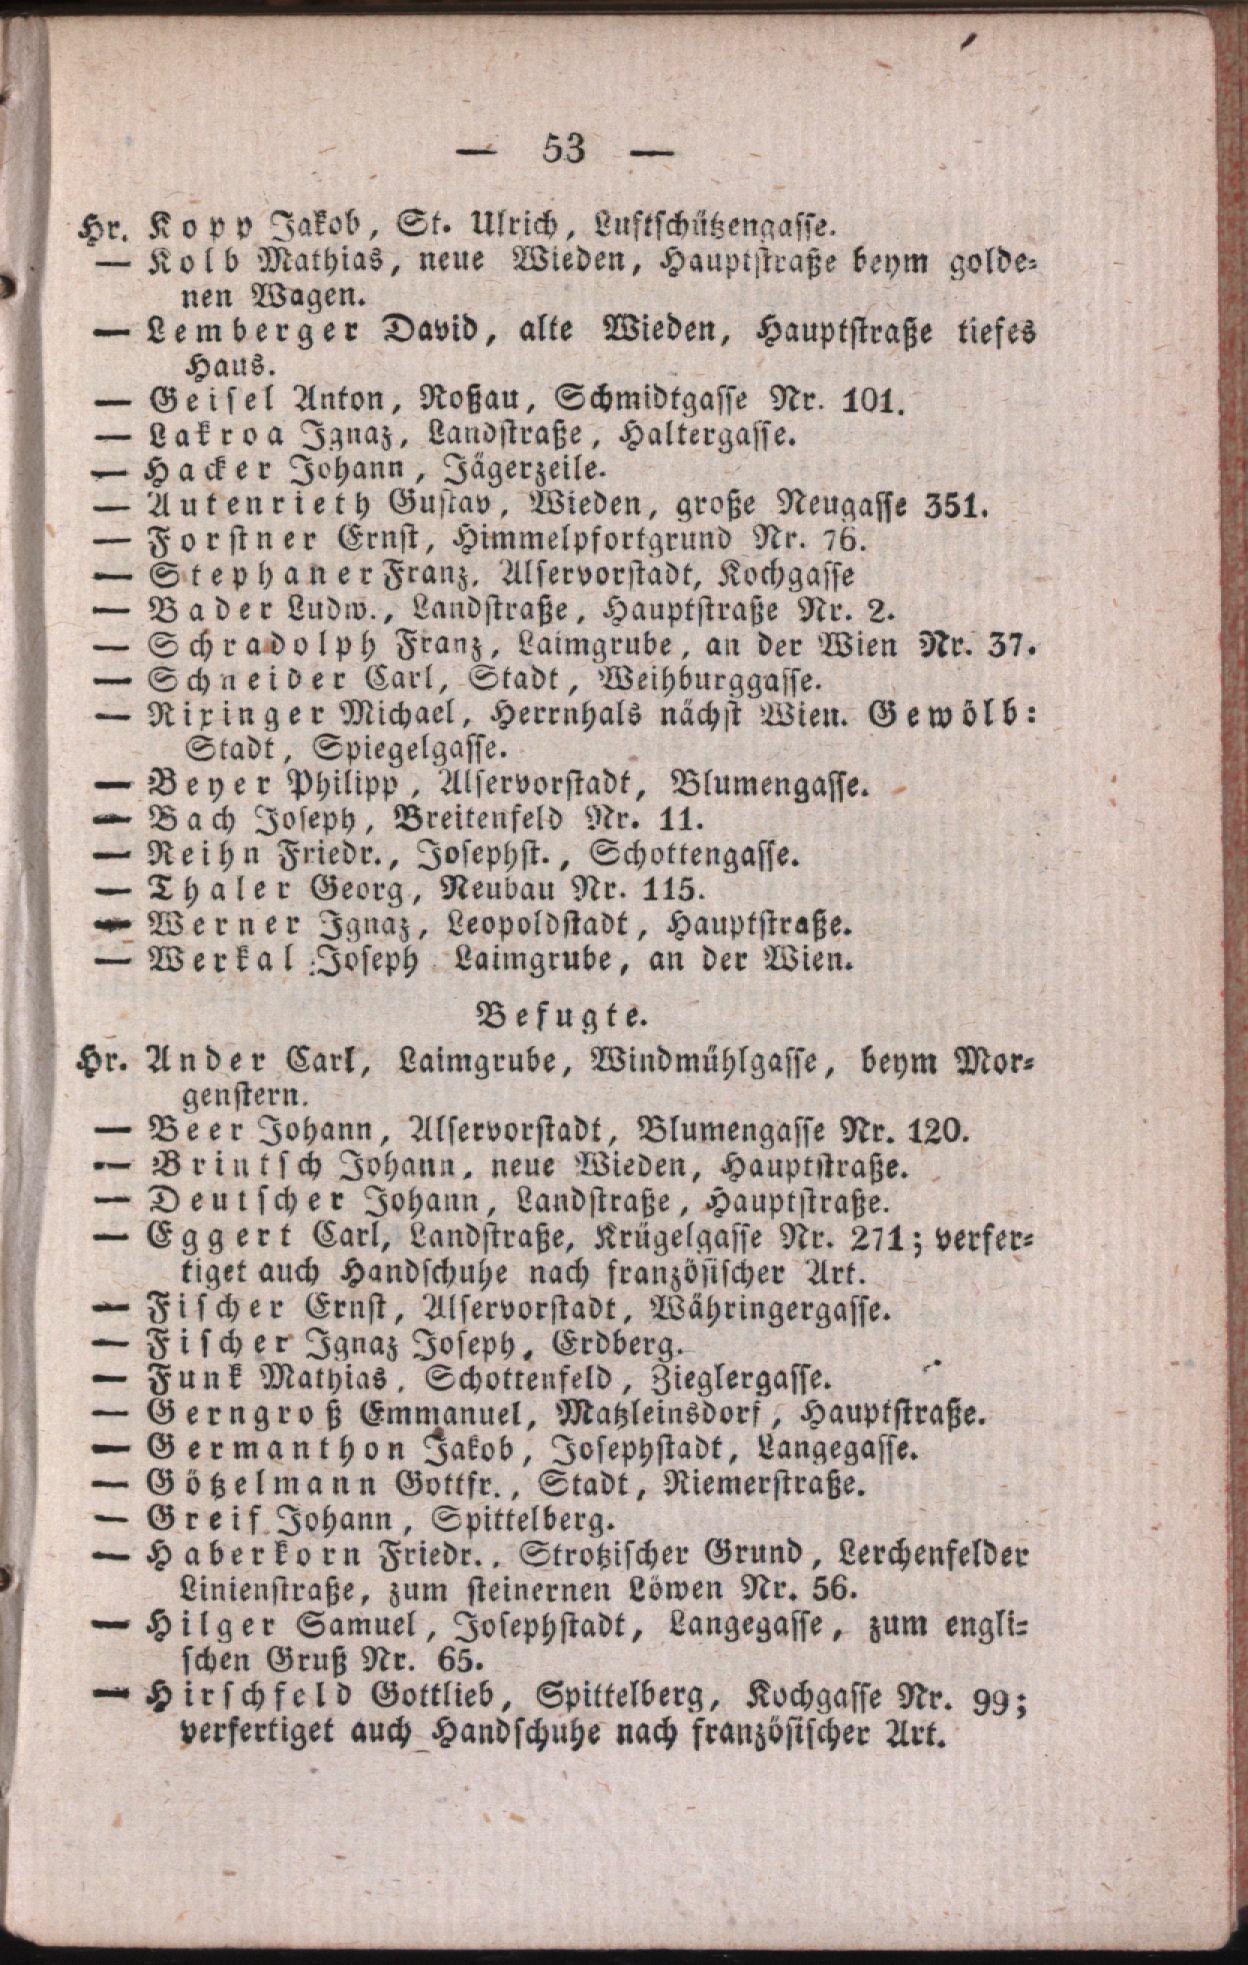 — 53 —
Hr. Kopp Jakob, St. Ulrich, Luftschützengasse.
— Kolb Mathias, neue Wieden, Hauptstraße beym golde-
nen Wagen.
— Lemberger David, alte Wieden, Hauptstraße tiefes
Haus.
— Geisel Anton, Roßau, Schmidtgasse Nr. 101.
— Lakroa Ignaz, Landstraße, Haltergasse.
— Hacker Johann, Jägerzeile.
— Autenrieth Gustav, Wieden, große Neugasse 351.
— Forstner Ernst, Himmelpfortgrund Nr. 76.
— Stephaner Franz, Alservorstadt, Kochgasse
— Bader Ludw., Landstraße, Hauptstraße Nr. 2.
— Schradolph Franz, Laimgrube, an der Wien Nr. 37.
— Schneider Carl, Stadt, Weihburggasse.
— Rixinger Michael, Herrnhals nächst Wien. Gewölb:
Stadt, Spiegelgasse.
— Beyer Philipp, Alservorstadt, Blumengasse.
— Bach Joseph, Breitenfeld Nr. 11.
— Reihn Friedr., Josephst., Schottengasse.
— Thaler Georg, Neubau Nr. 115.
— Werner Ignaz, Leopoldstadt, Hauptstraße.
— Werkal Joseph Laimgrube, an der Wien.
Befugte.
Hr. Ander Carl, Laimgrube, Windmühlgasse, beym Mor-
genstern.
— Beer Johann, Alservorstadt, Blumengasse Nr. 120.
— Brintsch Johann, neue Wieden, Hauptstraße.
— Deutscher Johann, Landstraße, Hauptstraße.
— Eggert Carl, Landstraße, Krügelgasse Nr. 271; verfer-
tiget auch Handschuhe nach französischer Art.
— Fischer Ernst, Alservorstadt, Währingergasse.
— Fischer Ignaz Joseph, Erdberg.
— Funk Mathias, Schottenfeld, Zieglergasse.
— Gerngroß Emmanuel, Matzleinsdorf, Hauptstraße.
— Germanthon Jakob, Josephstadt, Langegasse.
— Götzelmann Gottfr., Stadt, Riemerstraße.
— Greif Johann, Spittelberg.
— Haberkorn Friedr., Strotzischer Grund, Lerchenfelder
Linienstraße, zum steinernen Löwen Nr. 56.
— Hilger Samuel, Josephstadt, Langegasse, zum engli-
schen Gruß Nr. 65.
— Hirschfeld Gottlieb, Spittelberg, Kochgasse Nr. 99;
verfertiget auch Handschuhe nach französischer Art.